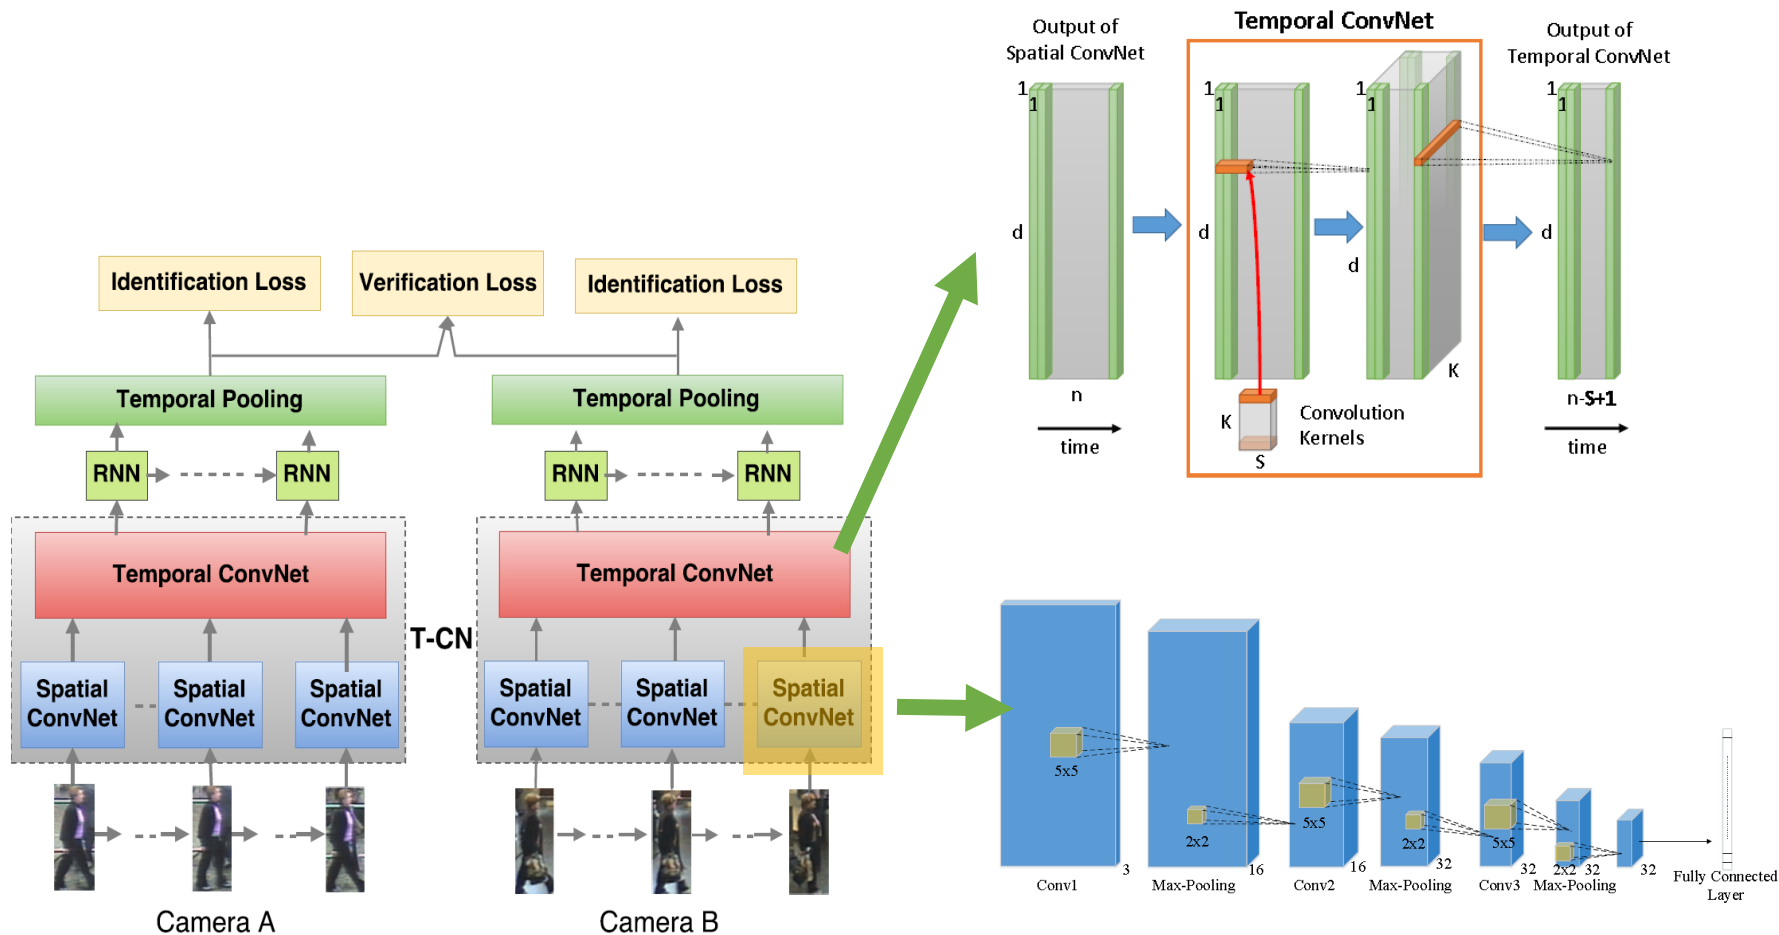 Identification Loss
Verification Loss
Identification Loss
Temporal Pooling
Temporal Pooling
RNN
RNN
RNN
RNN
Temporal ConvNet
Temporal ConvNet
T-CN
Spatial
ConvNet
Spatial
ConvNet
Spatial
ConvNet
Spatial
ConvNet
Spatial
ConvNet
Spatial
ConvNet
Camera A
Camera B
Output of
Spatial ConvNet
1
1
d
n
time
Temporal ConvNet
1
1
d
K
S
Convolution
Kernels
1
1
d
K
Output of
Temporal ConvNet
1
1
d
n-S+1
time
5x5
Conv1
3
2x2
Max-Pooling
16
5x5
Conv2
16
2x2
Max-Pooling
32
5x5
Conv3
32
2x2
32
Max-Pooling
32
Fully Connected
Layer